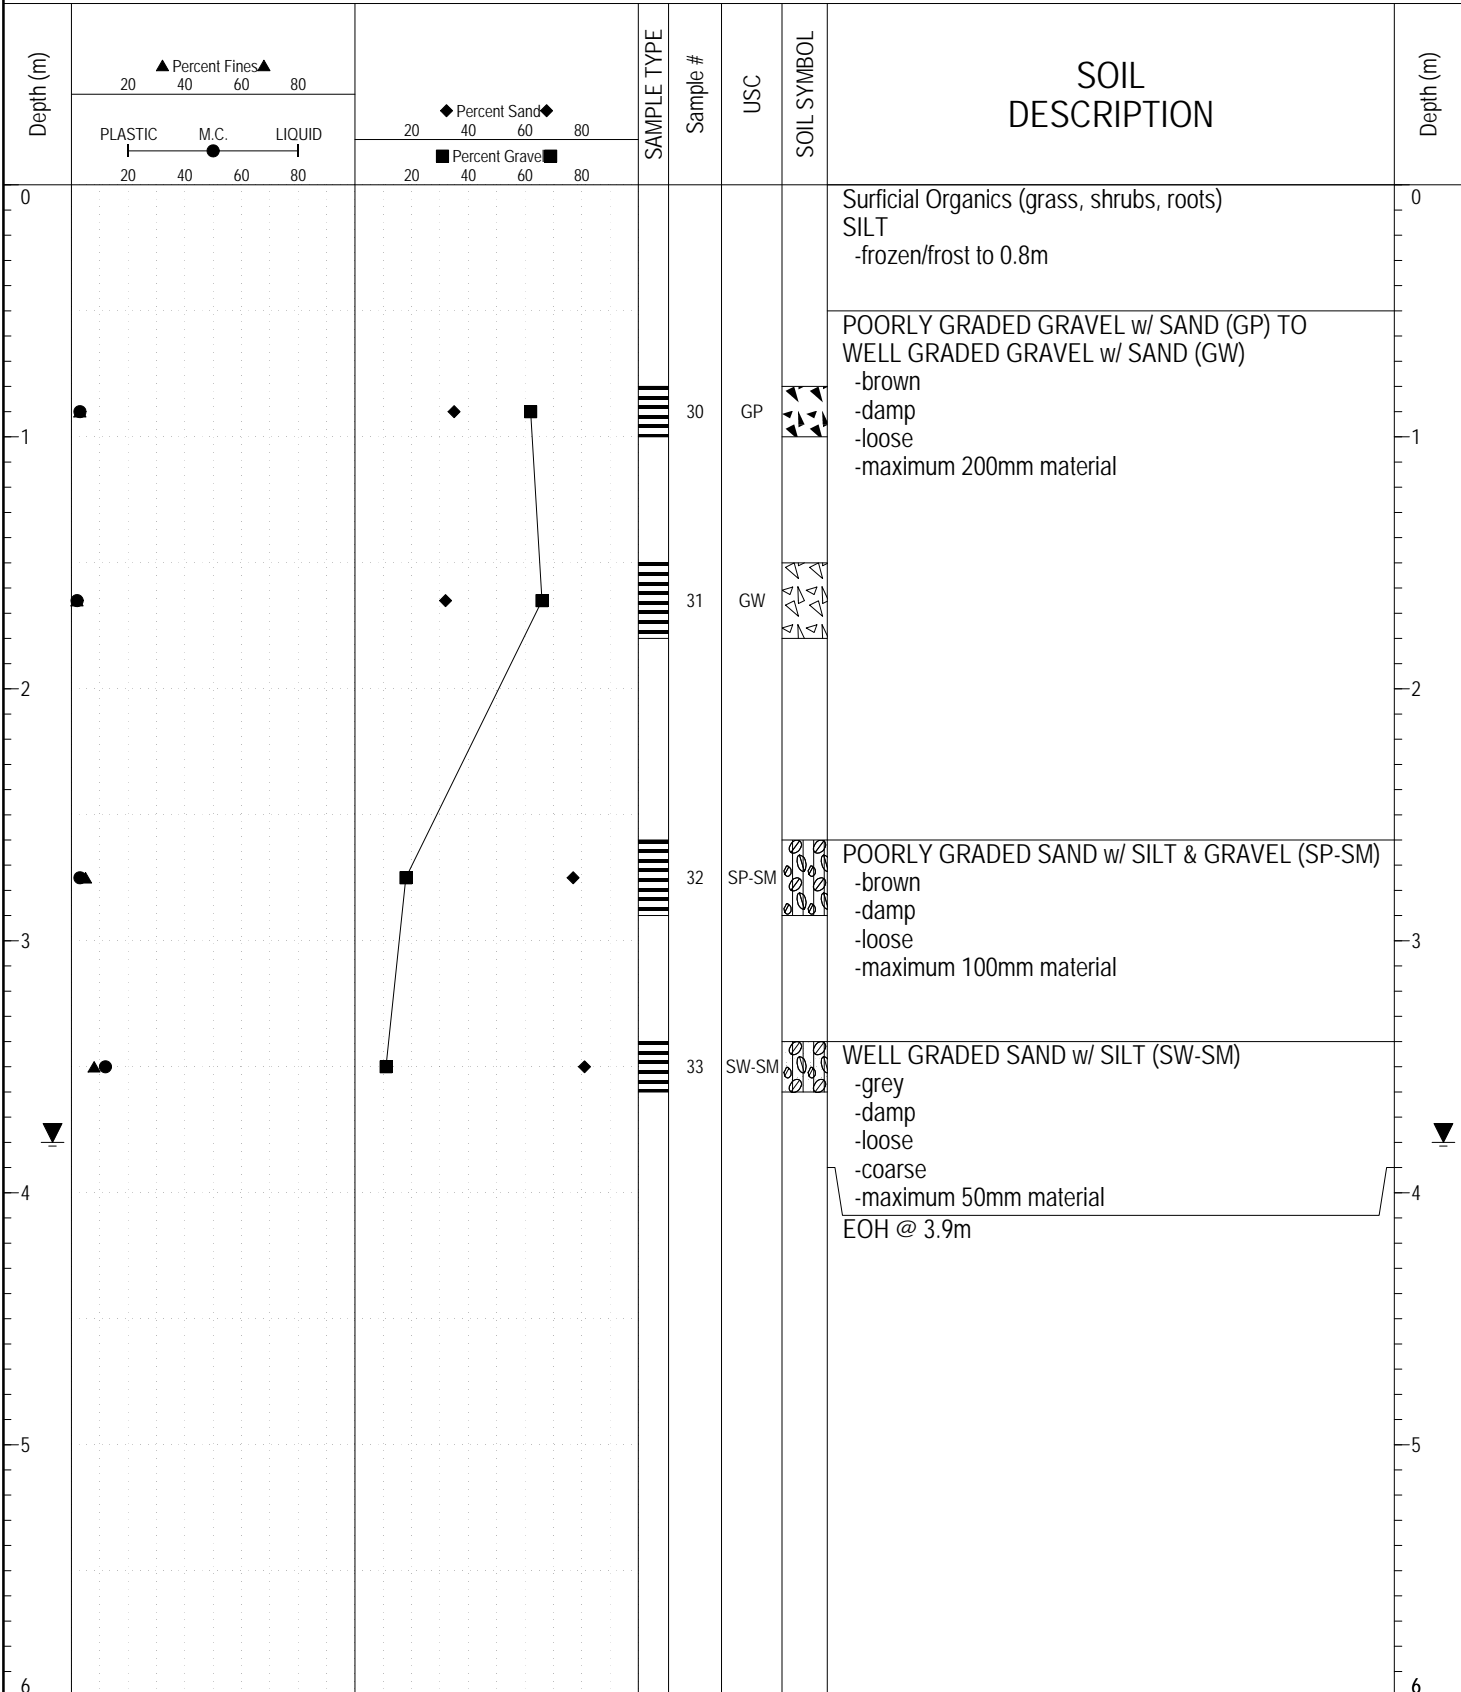 Depth (m)
▲ Percent Fines ▲
20 40 60 80
PLASTIC M.C. LIQUID
20 40 60 80
◆ Percent Sand ◆
20 40 60 80
■ Percent Gravel ■
20 40 60 80
SAMPLE TYPE
Sample #
USC
SOIL SYMBOL
SOIL
DESCRIPTION
Depth (m)
0 0
Surficial Organics (grass, shrubs, roots)
SILT
-frozen/frost to 0.8m
POORLY GRADED GRAVEL w/ SAND (GP) TO
WELL GRADED GRAVEL w/ SAND (GW)
-brown
30 GP -damp
1 -loose 1
-maximum 200mm material
31 GW
2 2
POORLY GRADED SAND w/ SILT & GRAVEL (SP-SM)
32 SP-SM -brown
-damp
3 -loose 3
-maximum 100mm material
33 SW-SM WELL GRADED SAND w/ SILT (SW-SM)
-grey
-damp
-loose
-coarse
4 -maximum 50mm material 4
EOH @ 3.9m
5 5
6 6